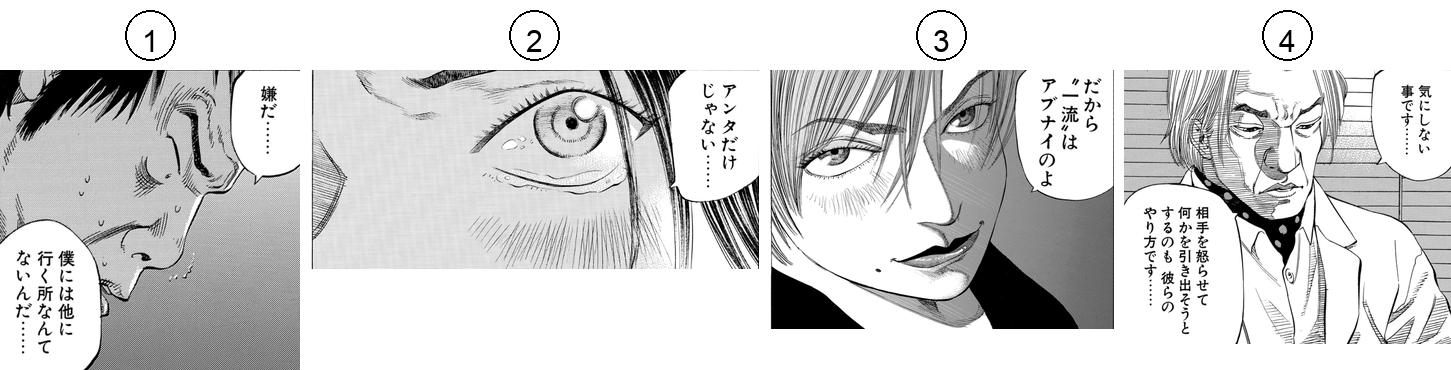 1
嫌だ……
僕には他に
行く所なんて
ないんだ……
2
アンタだけ
じゃない……
3
だから
〝一流〟は
アブナイのよ
4
気にしない
事です……
相手を怒らせて
何かを引き出そうと
するのも 彼らの
やり方です……